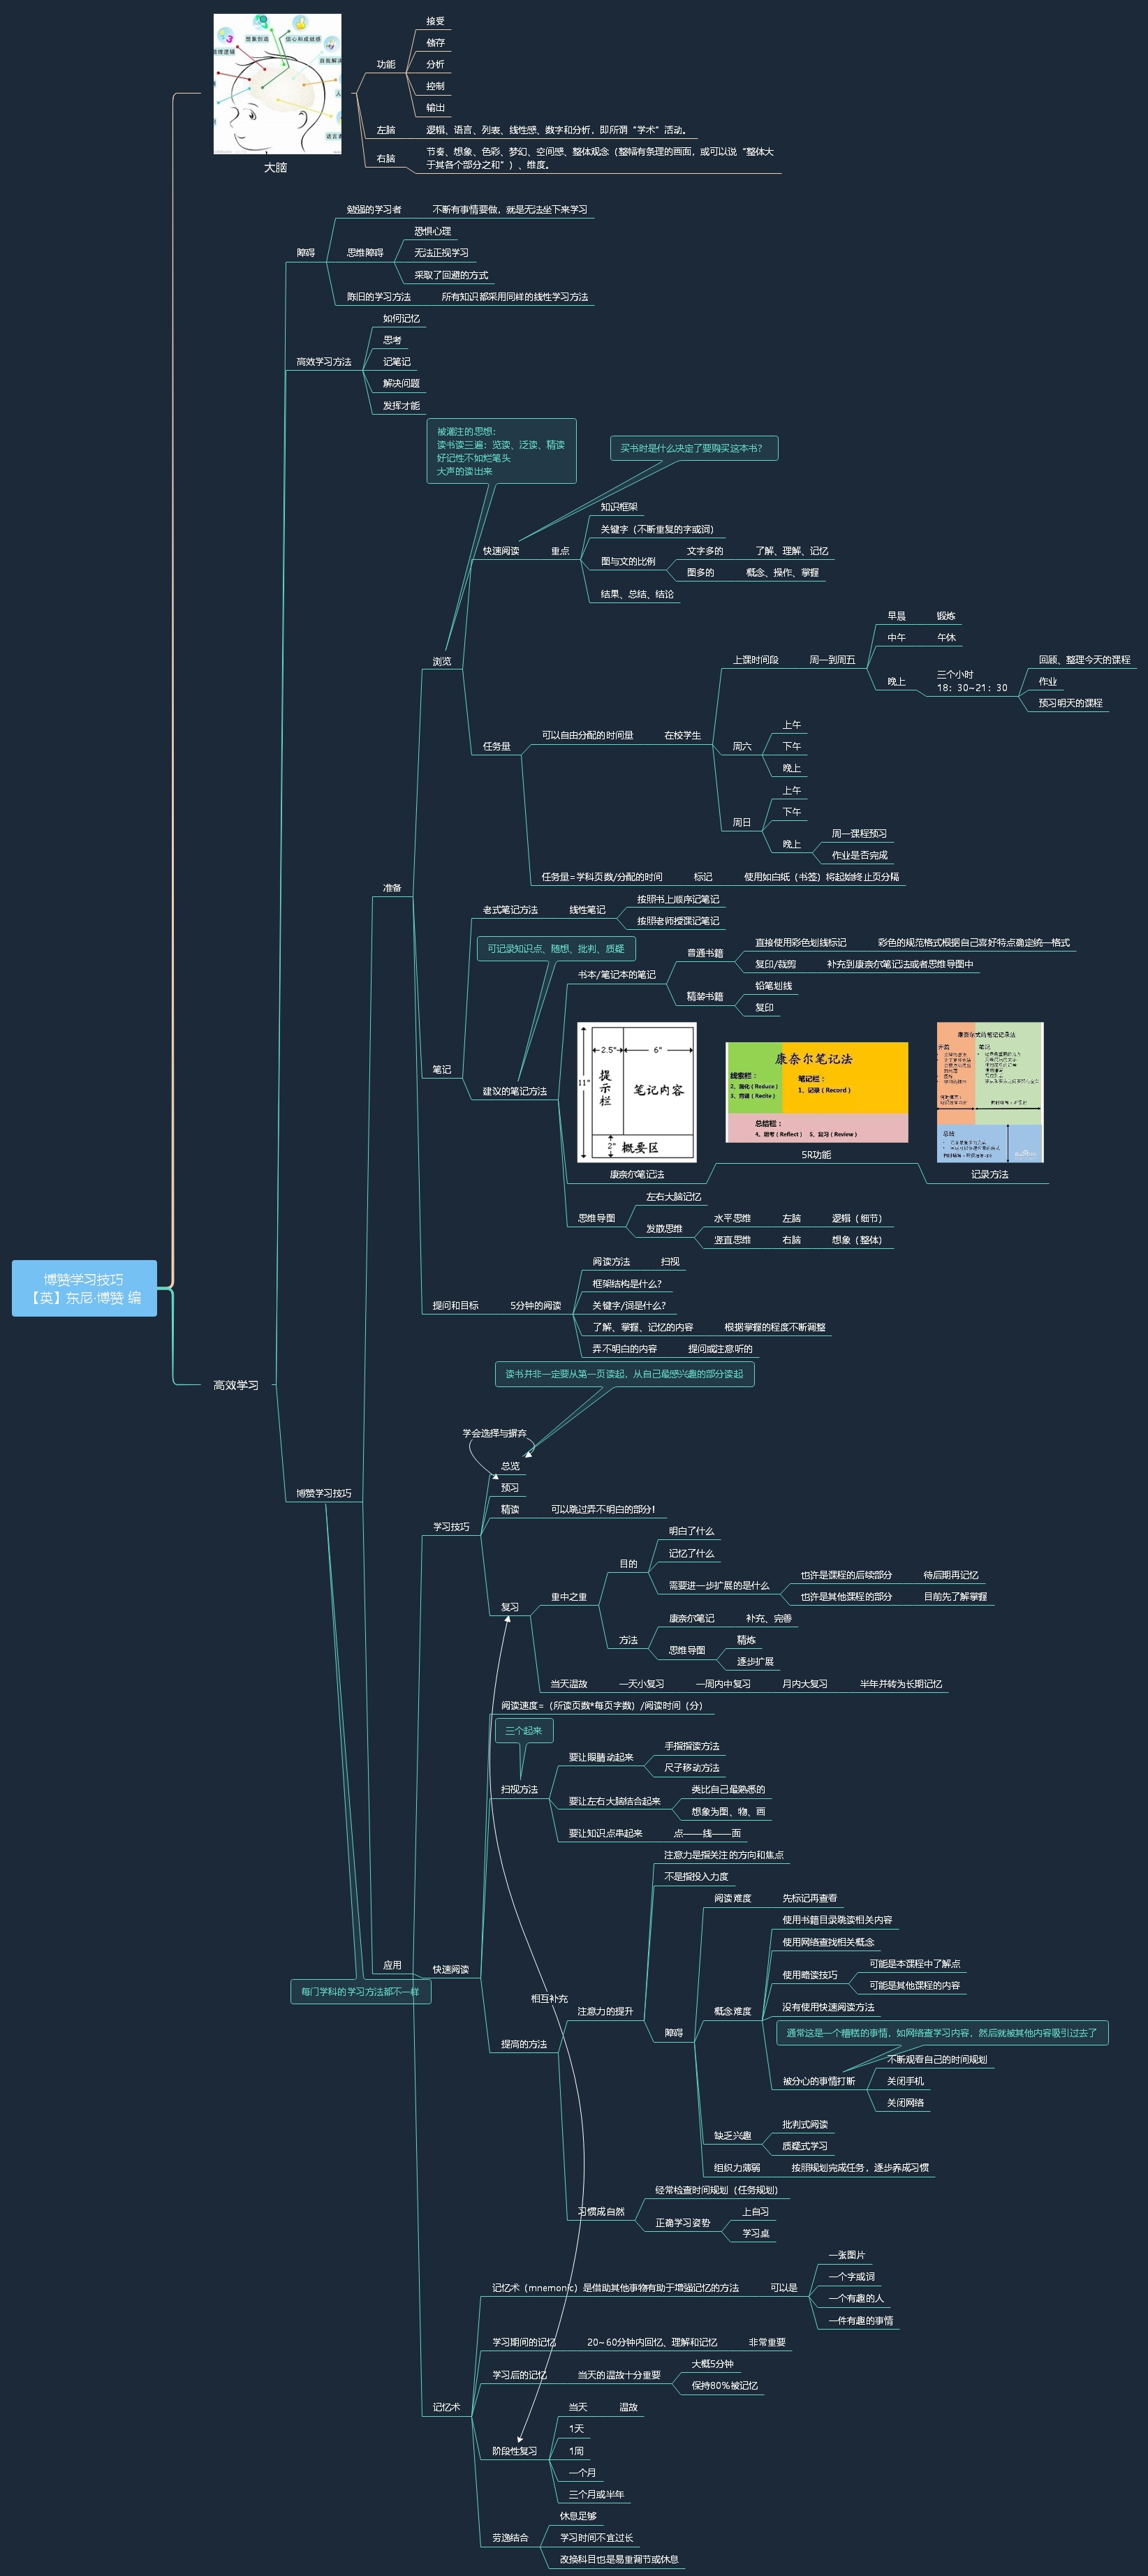 想象创造
信心和成就感
梳理逻辑
自我解决
语言表
大脑
功能
接受
储存
分析
控制
输出
左脑
逻辑、语言、列表、线性感、数字和分析，即所谓“学术”活动。
右脑
节奏、想象、色彩、梦幻、空间感、整体观念（整幅有条理的画面，或可以说“整体大
于其各个部分之和”）、维度。
障碍
勉强的学习者
不断有事情要做，就是无法坐下来学习
思维障碍
恐惧心理
无法正视学习
采取了回避的方式
陈旧的学习方法
所有知识都采用同样的线性学习方法
高效学习方法
如何记忆
思考
记笔记
解决问题
发挥才能
被灌注的思想：
读书读三遍：览读、泛读、精读
好记性不如烂笔头
大声的读出来
买书时是什么决定了要购买这本书？
浏览
快速阅读
重点
知识框架
关键字（不断重复的字或词）
图与文的比例
文字多的
了解、理解、记忆
图多的
概念、操作、掌握
结果、总结、结论
任务量
可以自由分配的时间量
在校学生
上课时间段
周一到周五
早晨
锻炼
中午
午休
晚上
三个小时
18：30~21：30
回顾、整理今天的课程
作业
预习明天的课程
周六
上午
下午
晚上
周日
上午
下午
晚上
周一课程预习
作业是否完成
任务量=学科页数/分配的时间
标记
使用如白纸（书签）将起始终止页分隔
准备
笔记
老式笔记方法
线性笔记
按照书上顺序记笔记
按照老师授课记笔记
可记录知识点、随想、批判、质疑
建议的笔记方法
书本/笔记本的笔记
普通书籍
直接使用彩色划线标记
彩色的规范格式根据自己喜好特点确定统一格式
复印/裁剪
补充到康奈尔笔记法或者思维导图中
精装书籍
铅笔划线
复印
2.5"
6"
11"
提示栏
笔记内容
2"
概要区
康奈尔笔记法
康奈尔笔记法
线索栏：
2、简化（Reduce）
3、背诵（Recite）
笔记栏：
1、记录（Record）
总结栏：
4、思考（Reflect） 5、复习（Review）
5R功能
康奈尔式的笔记记录法
笔记
总结
记录方法
思维导图
左右大脑记忆
发散思维
水平思维
左脑
逻辑（细节）
竖直思维
右脑
想象（整体）
提问和目标
5分钟的阅读
阅读方法
扫视
框架结构是什么？
关键字/词是什么？
了解、掌握、记忆的内容
根据掌握的程度不断调整
弄不明白的内容
提问或注意听的
博赞学习技巧
【英】东尼·博赞 编
高效学习
读书并非一定要从第一页读起，从自己最感兴趣的部分读起
博赞学习技巧
学会选择与摒弃
学习技巧
总览
预习
精读
可以跳过弄不明白的部分！
复习
重中之重
目的
明白了什么
记忆了什么
需要进一步扩展的是什么
也许是课程的后续部分
待后期再记忆
也许是其他课程的部分
目前先了解掌握
方法
康奈尔笔记
补充、完善
思维导图
精炼
逐步扩展
当天温故
一天小复习
一周内中复习
月内大复习
半年并转为长期记忆
阅读速度=（所读页数*每页字数）/阅读时间（分）
三个起来
扫视方法
要让眼睛动起来
手指指读方法
尺子移动方法
要让左右大脑结合起来
类比自己最熟悉的
想象为图、物、画
要让知识点串起来
点——线——面
应用
快速阅读
每门学科的学习方法都不一样
相互补充
提高的方法
注意力的提升
注意力是指关注的方向和焦点
不是指投入力度
障碍
阅读难度
先标记再查看
概念难度
使用书籍目录跳读相关内容
使用网络查找相关概念
使用略读技巧
可能是本课程中了解点
可能是其他课程的内容
没有使用快速阅读方法
通常这是一个糟糕的事情，如网络查学习内容，然后就被其他内容吸引过去了
被分心的事情打断
不断观看自己的时间规划
关闭手机
关闭网络
缺乏兴趣
批判式阅读
质疑式学习
组织力薄弱
按照规划完成任务，逐步养成习惯
习惯成自然
经常检查时间规划（任务规划）
正确学习姿势
上自习
学习桌
记忆术
记忆术（mnemonic）是借助其他事物有助于增强记忆的方法
可以是
一张图片
一个字或词
一个有趣的人
一件有趣的事情
学习期间的记忆
20~60分钟内回忆、理解和记忆
非常重要
学习后的记忆
当天的温故十分重要
大概5分钟
保持80%被记忆
阶段性复习
当天
温故
1天
1周
一个月
三个月或半年
劳逸结合
休息足够
学习时间不宜过长
改换科目也是易重调节或休息